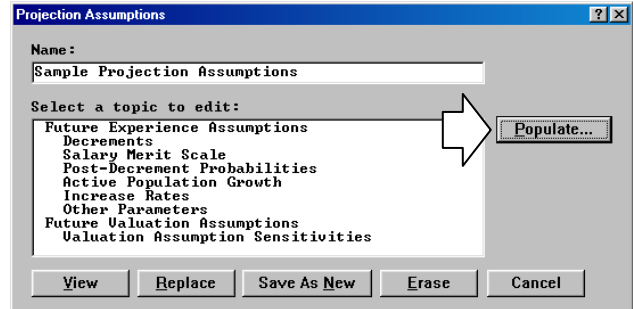 Projection Assumptions
Name:
Sample Projection Assumptions
Select a topic to edit:
Future Experience Assumptions
Decrements
Salary Merit Scale
Post-Decrement Probabilities
Active Population Growth
Increase Rates
Other Parameters
Future Valuation Assumptions
Valuation Assumption Sensitivities
Populate...
View Replace Save As New Erase Cancel